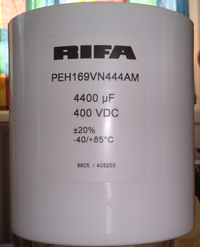 RIFA
PEH169VN444AM
4400 µF
400 VDC
±20%
-40/+85°C
9905 / 405203